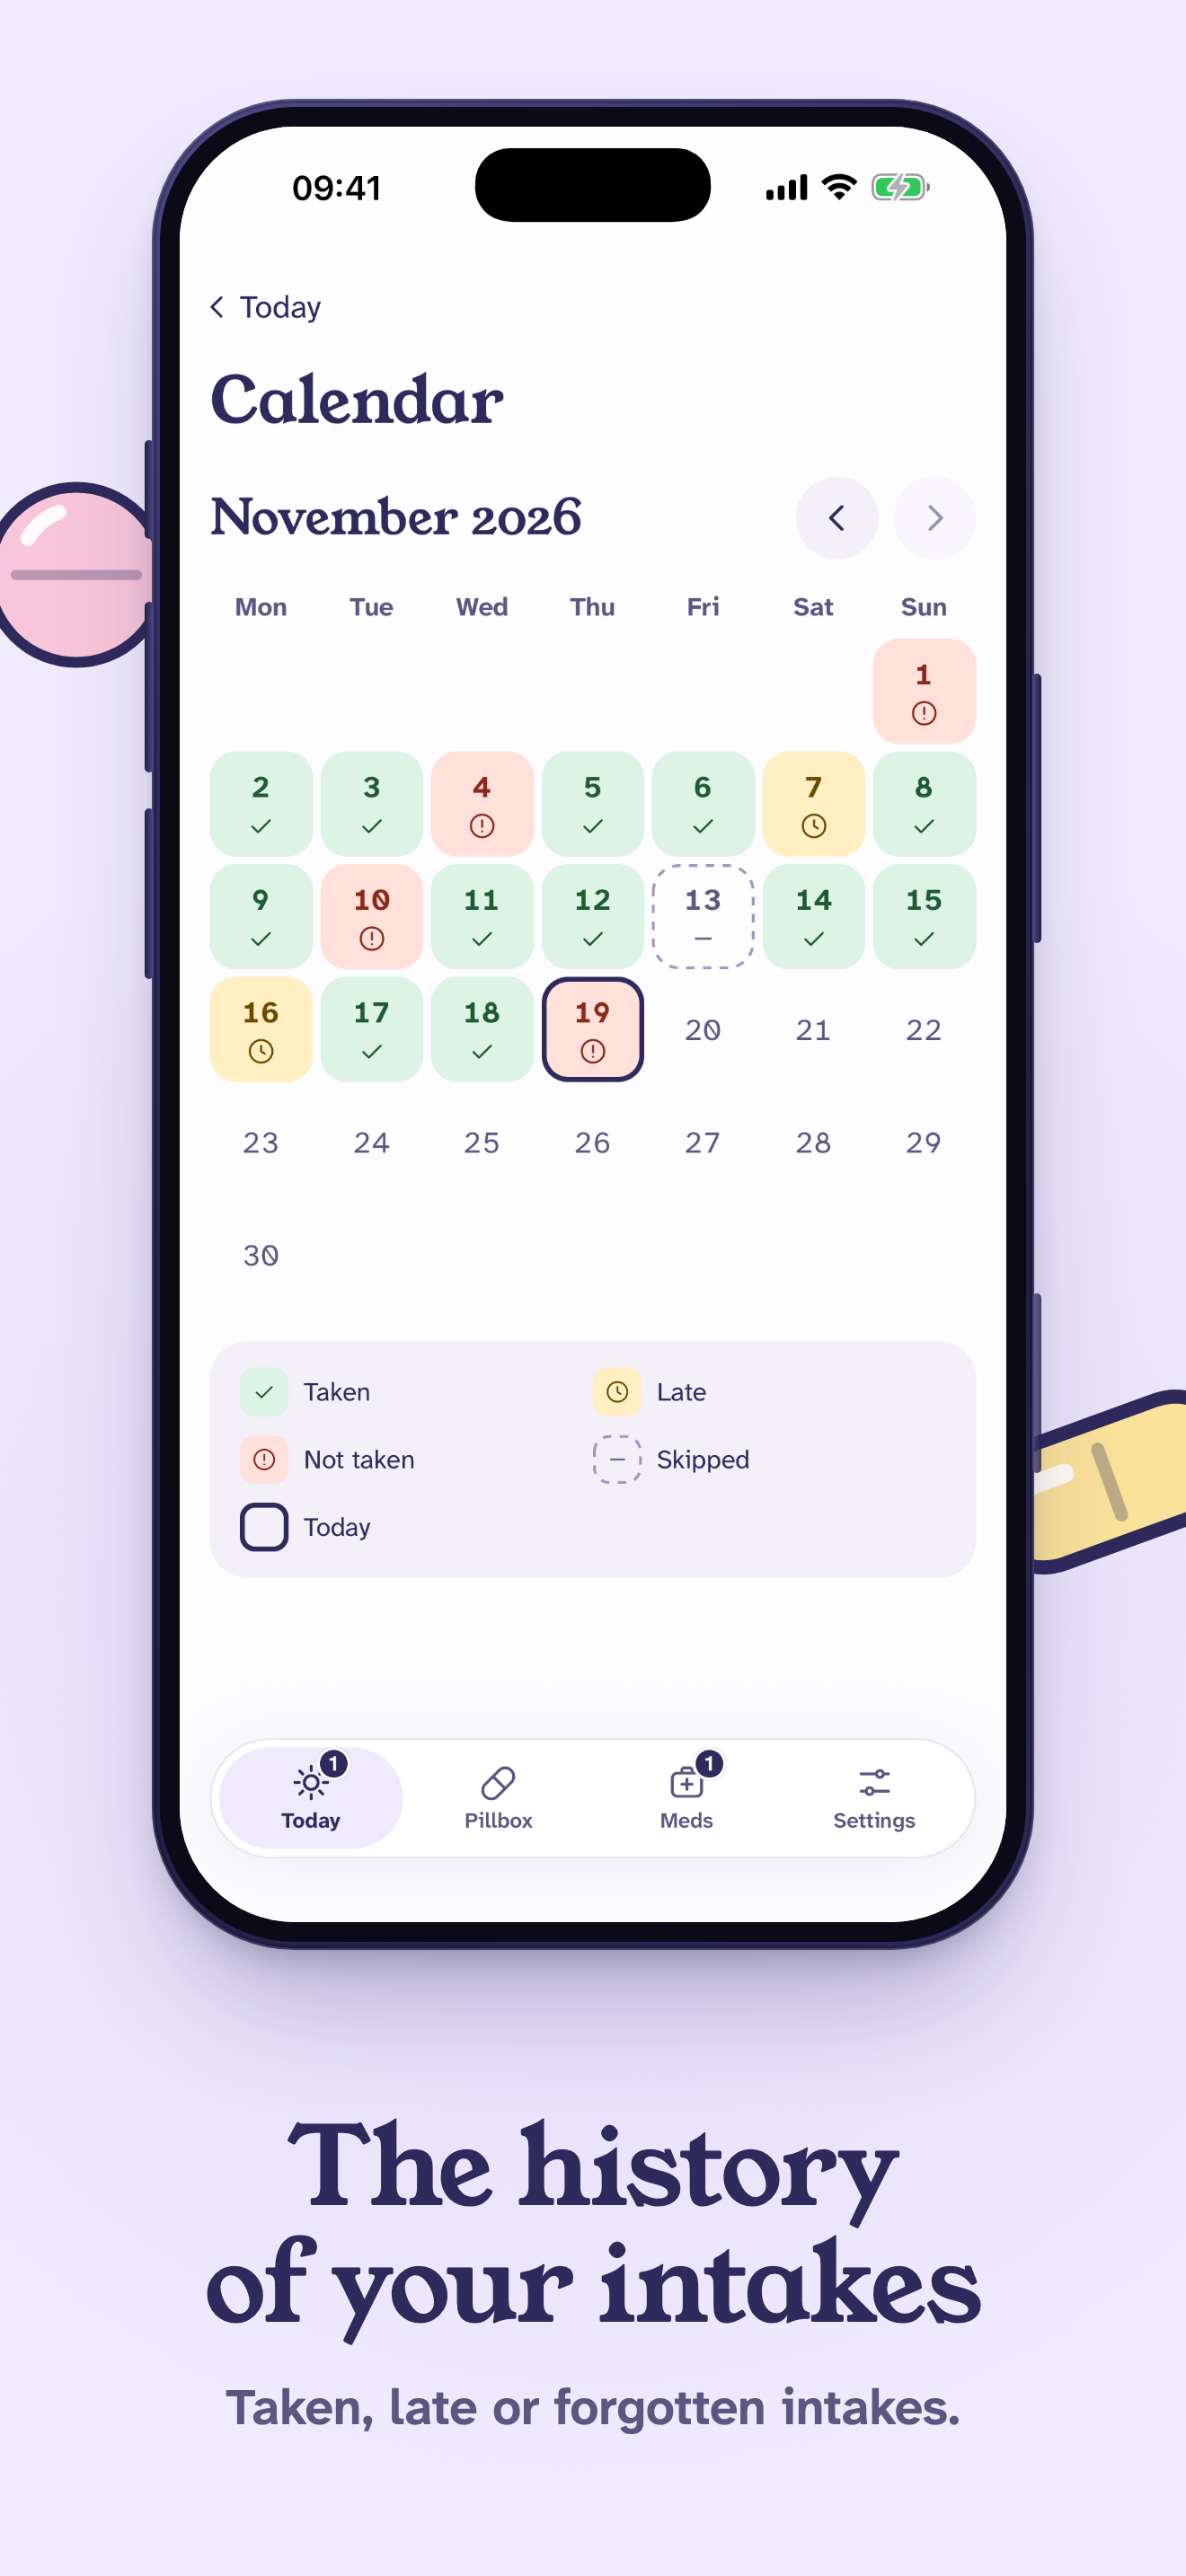 09:41
Today
Calendar
November 2026
Mon Tue Wed Thu Fri Sat Sun
1
2 3 4 5 6 7 8
9 10 11 12 13 14 15
16 17 18 19 20 21 22
23 24 25 26 27 28 29
30
Taken Late
Not taken Skipped
Today
1 1
Today Pillbox Meds Settings
The history
of your intakes
Taken, late or forgotten intakes.